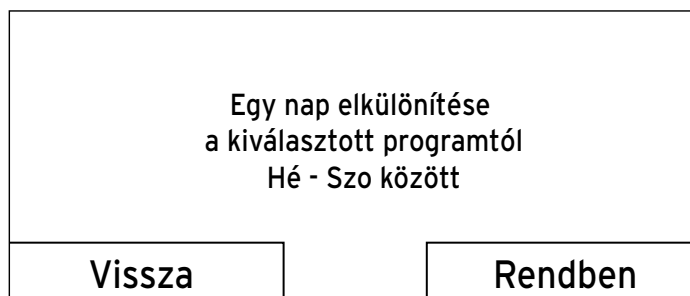 Egy nap elkülönítése
a kiválasztott programtól
Hé - Szo között
Vissza
Rendben